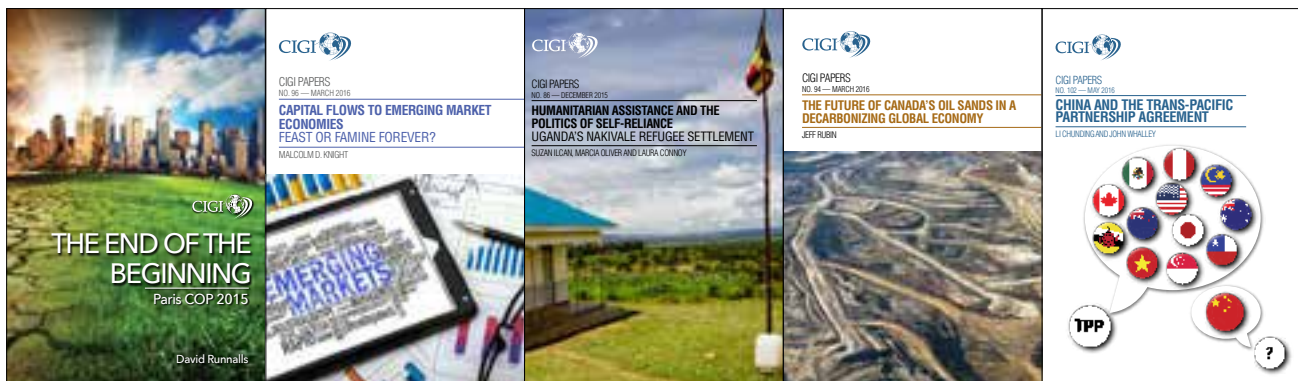 CIGI
THE END OF THE
BEGINNING
Paris COP 2015
David Runnalls
CIGI
CIGI PAPERS
NO. 96 — MARCH 2016
CAPITAL FLOWS TO EMERGING MARKET
ECONOMIES
FEAST OR FAMINE FOREVER?
MALCOLM D. KNIGHT
EMERGING
MARKETS
CIGI
CIGI PAPERS
NO. 86 — DECEMBER 2015
HUMANITARIAN ASSISTANCE AND THE
POLITICS OF SELF-RELIANCE
UGANDA'S NAKIVALE REFUGEE SETTLEMENT
SUZAN ILCAN, MARCIA OLIVER AND LAURA CONNOY
CIGI
CIGI PAPERS
NO. 94 — MARCH 2016
THE FUTURE OF CANADA'S OIL SANDS IN A
DECARBONIZING GLOBAL ECONOMY
JEFF RUBIN
CIGI
CIGI PAPERS
NO. 102 — MAY 2016
CHINA AND THE TRANS-PACIFIC
PARTNERSHIP AGREEMENT
LI CHUNDING AND JOHN WHALLEY
TPP
?